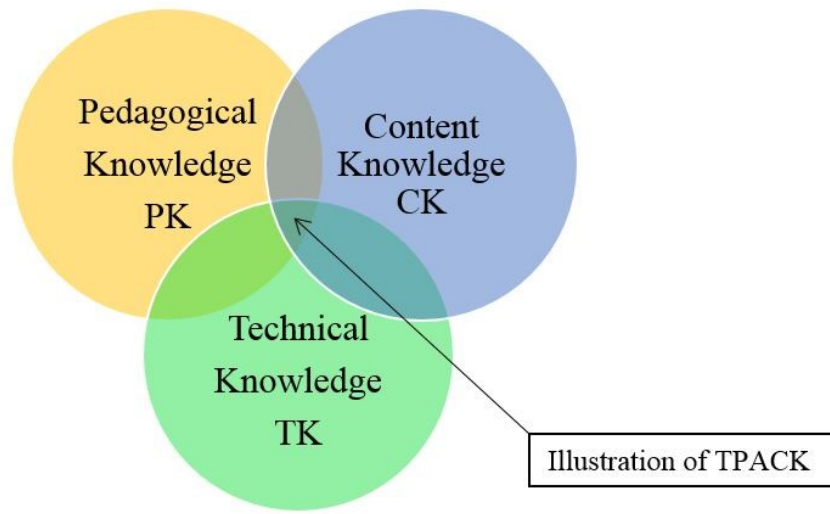 Pedagogical
Knowledge
PK
Content
Knowledge
CK
Technical
Knowledge
TK
Illustration of TPACK